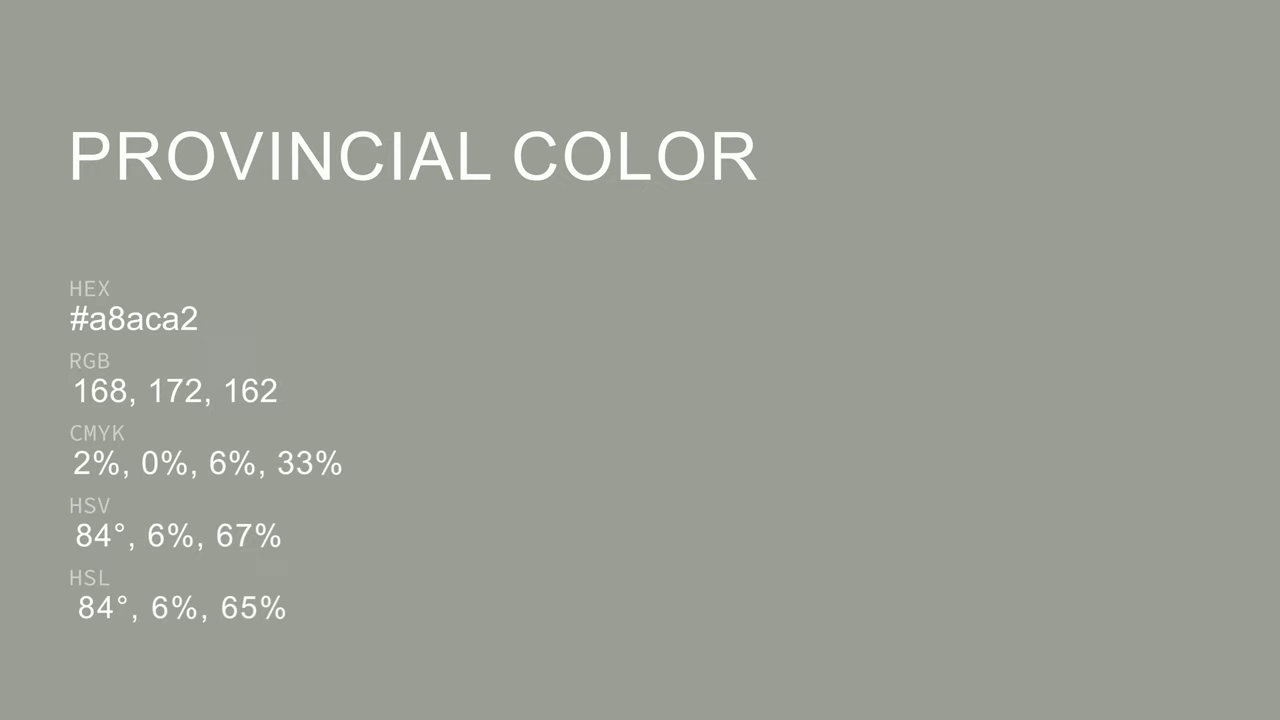 PROVINCIAL COLOR
HEX
#a8aca2
RGB
168, 172, 162
CMYK
2%, 0%, 6%, 33%
HSV
84°, 6%, 67%
HSL
84°, 6%, 65%